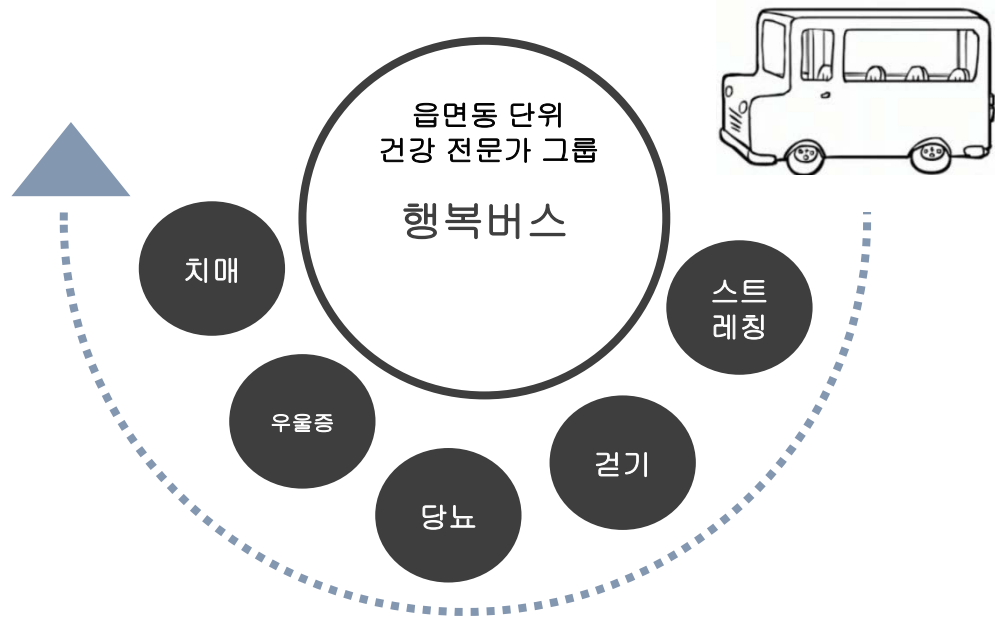 읍면동 단위
건강 전문가 그룹
행복버스
치매
우울증
당뇨
걷기
스트
레칭